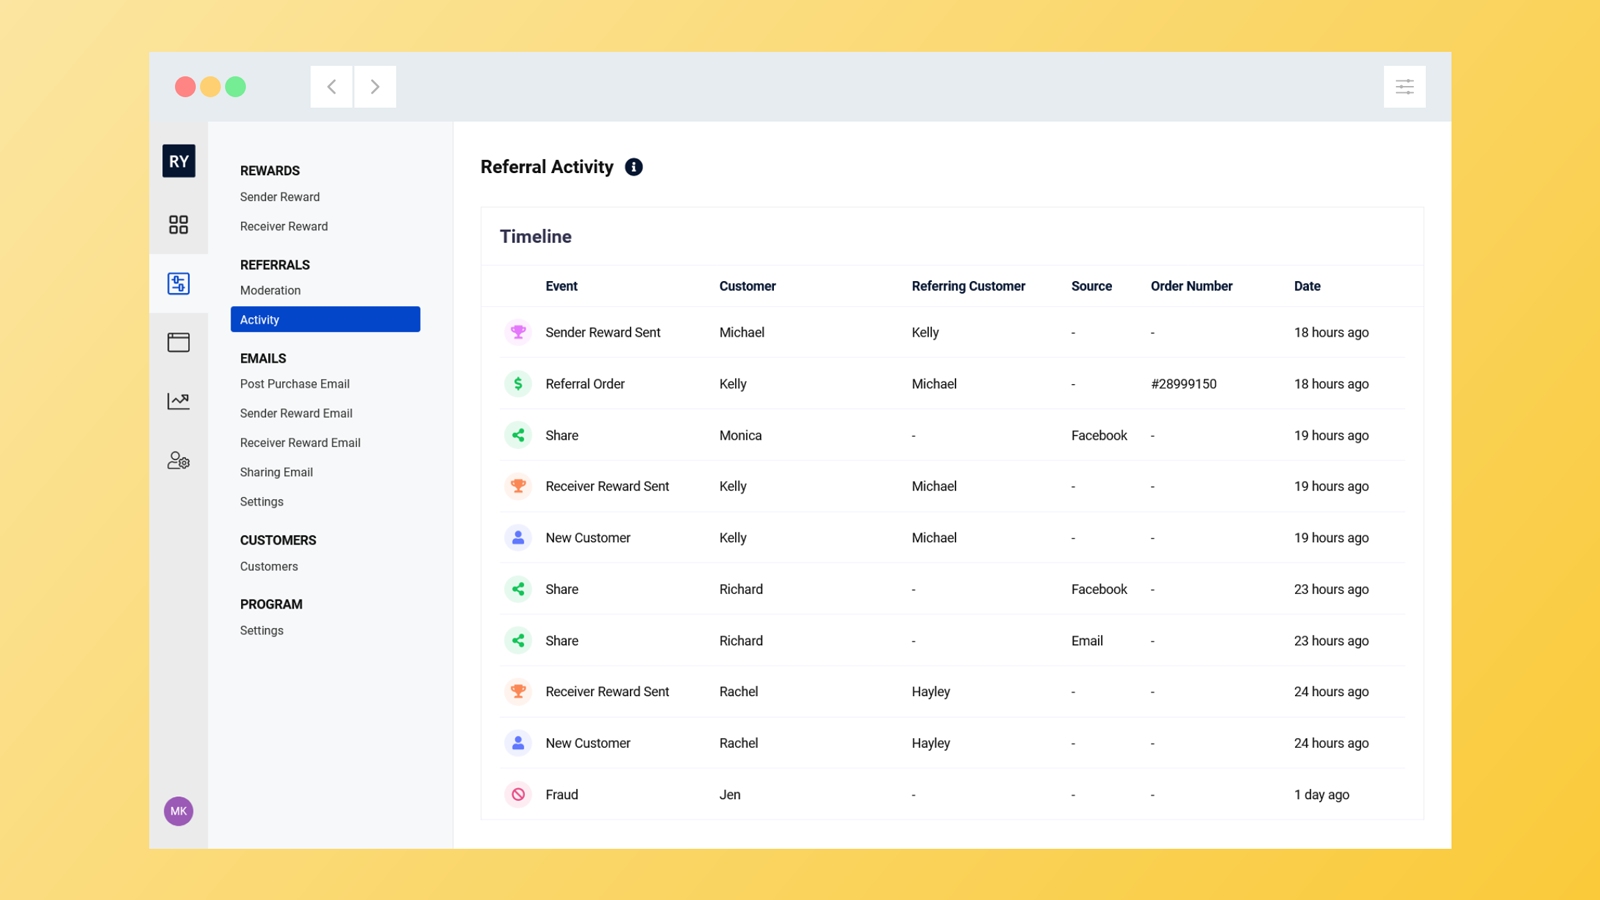 RY
REWARDS
Sender Reward
Receiver Reward
REFERRALS
Moderation
Activity
EMAILS
Post Purchase Email
Sender Reward Email
Receiver Reward Email
Sharing Email
Settings
CUSTOMERS
Customers
PROGRAM
Settings
MK
Referral Activity
Timeline
Event Customer Referring Customer Source Order Number Date
Sender Reward Sent Michael Kelly - - 18 hours ago
Referral Order Kelly Michael - #28999150 18 hours ago
Share Monica - Facebook - 19 hours ago
Receiver Reward Sent Kelly Michael - - 19 hours ago
New Customer Kelly Michael - - 19 hours ago
Share Richard - Facebook - 23 hours ago
Share Richard - Email - 23 hours ago
Receiver Reward Sent Rachel Hayley - - 24 hours ago
New Customer Rachel Hayley - - 24 hours ago
Fraud Jen - - - 1 day ago